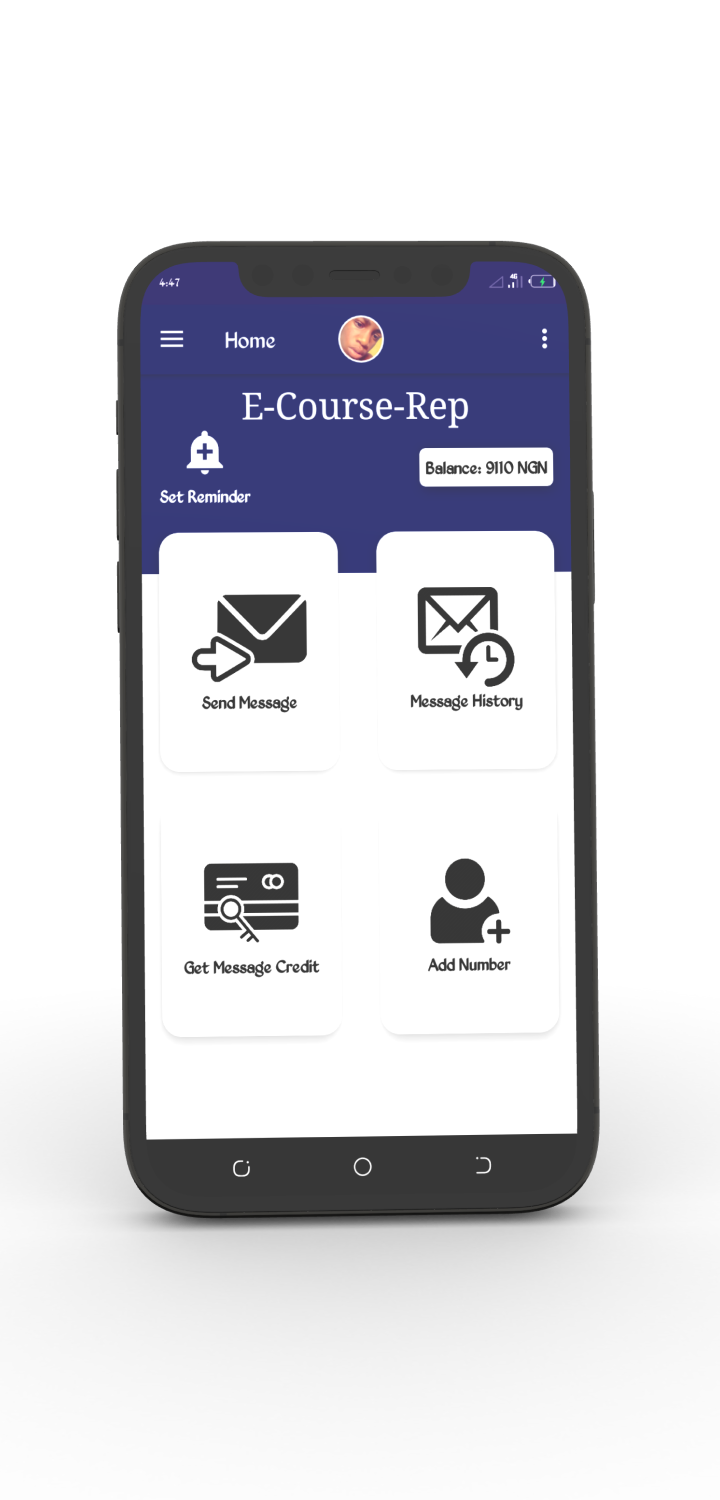 4:47
4G
Home
E-Course-Rep
Balance: 9110 NGN
Set Reminder
Send Message
Message History
Get Message Credit
Add Number